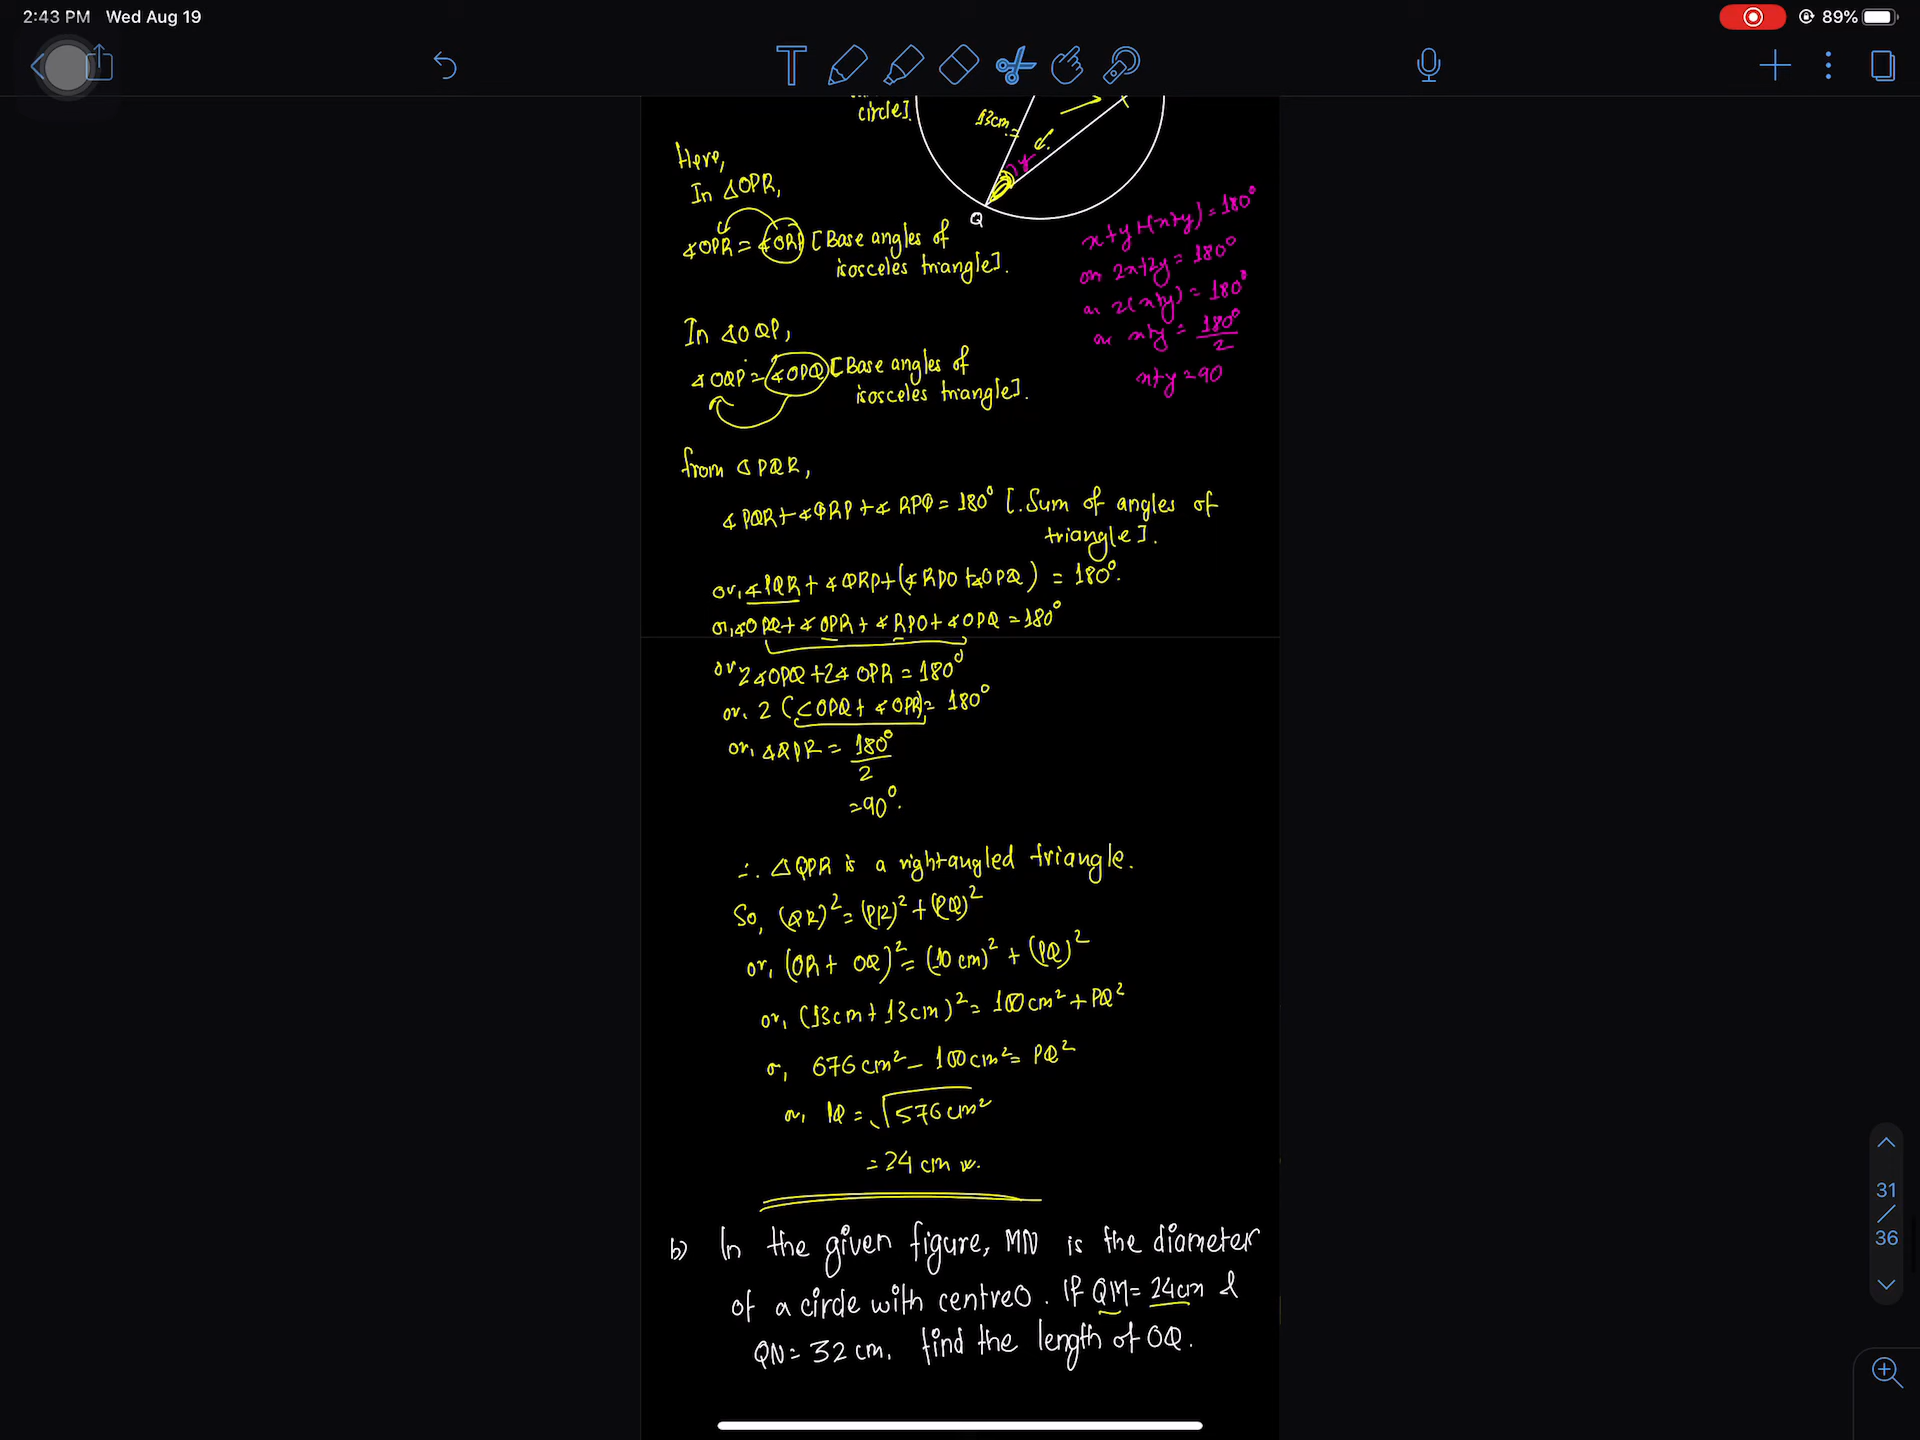 2:43 PM Wed Aug 19
89%
circle].
13cm
y
Q
Here,
In △OPR,
∡OPR = ∡ORP [Base angles of
isosceles triangle].
x+y+(x+y) = 180°
or 2x+2y = 180°
or 2(x+y) = 180°
or x+y = 180°/2
x+y = 90
In △OQP,
∡OQP = ∡OPQ [Base angles of
isosceles triangle].
from △PQR,
∡PQR + ∡QRP + ∡RPQ = 180° [.Sum of angles of
triangle].
or, ∡PQR + ∡QRP + (∡RPO + ∡OPQ) = 180°.
or, ∡OPQ + ∡OPR + ∡RPO + ∡OPQ = 180°
or 2∡OPQ + 2∡OPR = 180°
or. 2 (<OPQ + ∡OPR) = 180°
or, ∡QPR = 180°/2
=90°.
∴ △QPR is a rightangled triangle.
So, (QR)² = (PR)² + (PQ)²
or, (OR + OQ)² = (10 cm)² + (PQ)²
or, (13cm + 13cm)² = 100cm² + PQ²
or, 676 cm² – 100cm² = PQ²
or, PQ = √576 cm²
= 24 cm
b) In the given figure, MN is the diameter
of a circle with centre O. If QM = 24cm &
QN = 32 cm. find the length of OQ.
31
/
36